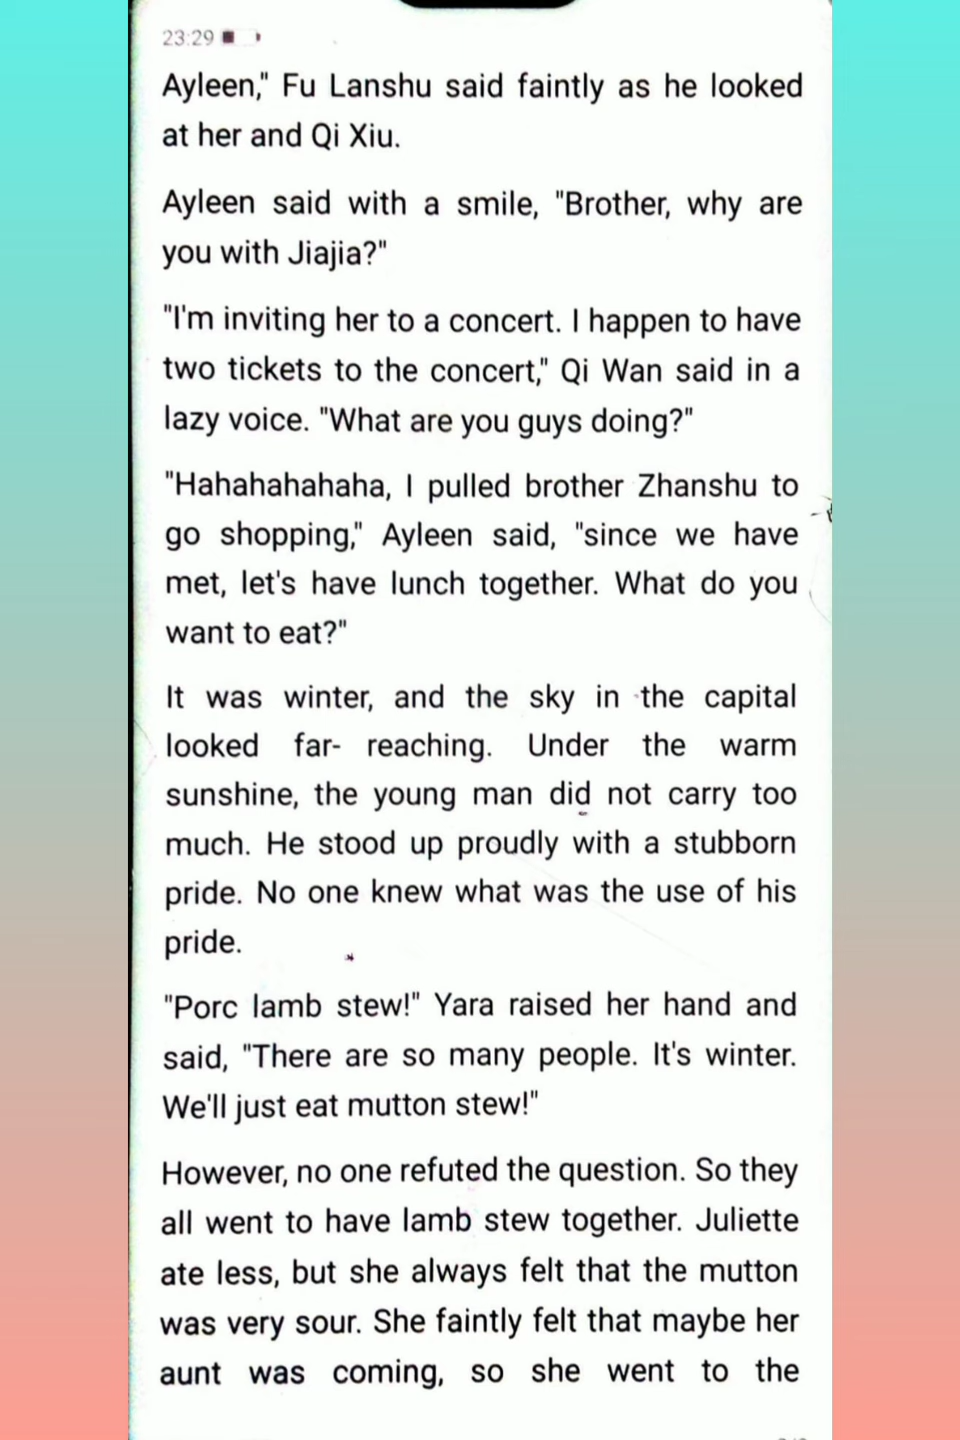 23:29
Ayleen," Fu Lanshu said faintly as he looked
at her and Qi Xiu.
Ayleen said with a smile, "Brother, why are
you with Jiajia?"
"I'm inviting her to a concert. I happen to have
two tickets to the concert," Qi Wan said in a
lazy voice. "What are you guys doing?"
"Hahahahahaha, I pulled brother Zhanshu to
go shopping," Ayleen said, "since we have
met, let's have lunch together. What do you
want to eat?"
It was winter, and the sky in the capital
looked far- reaching. Under the warm
sunshine, the young man did not carry too
much. He stood up proudly with a stubborn
pride. No one knew what was the use of his
pride.
"Porc lamb stew!" Yara raised her hand and
said, "There are so many people. It's winter.
We'll just eat mutton stew!"
However, no one refuted the question. So they
all went to have lamb stew together. Juliette
ate less, but she always felt that the mutton
was very sour. She faintly felt that maybe her
aunt was coming, so she went to the